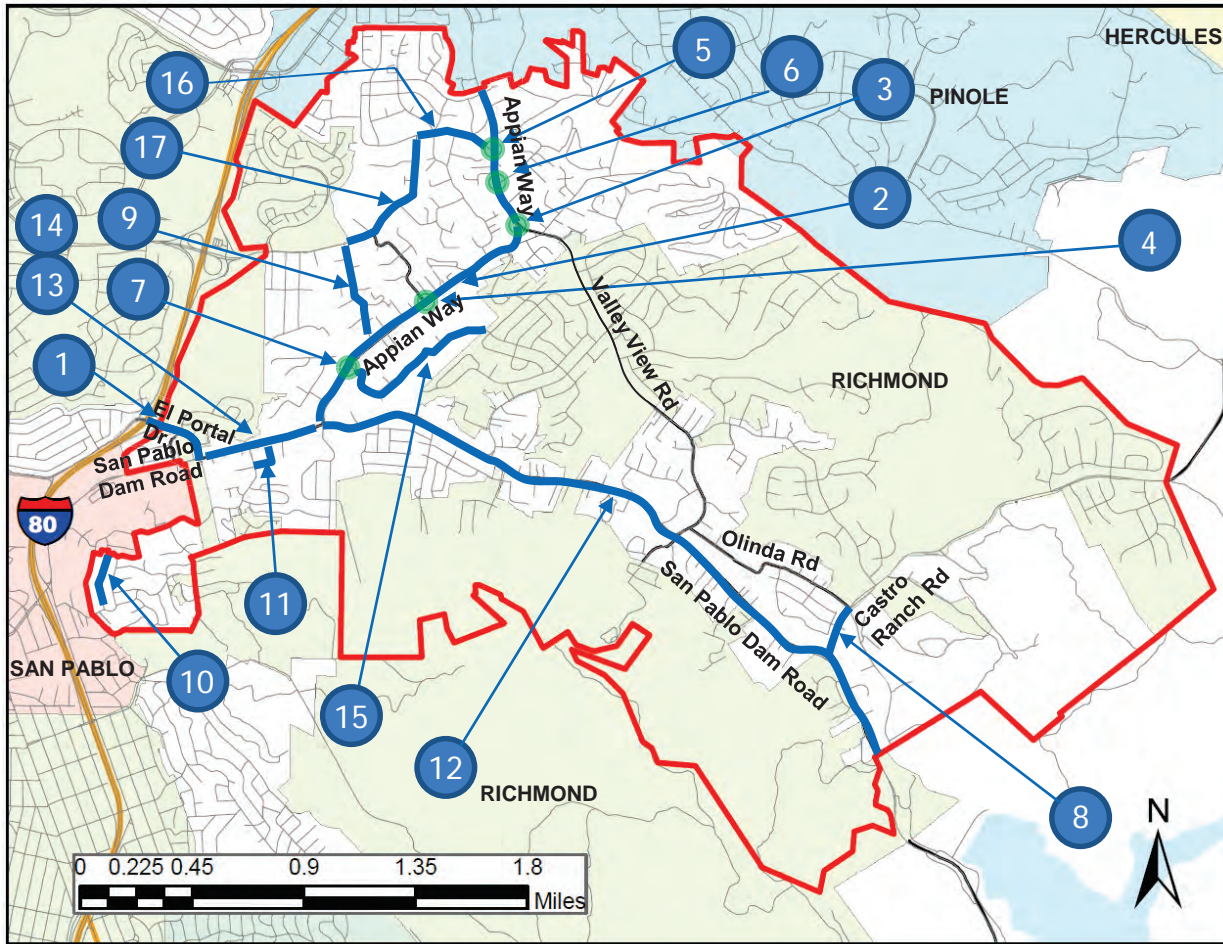 HERCULES
5
6
3
16
PINOLE
Appian Way
17
2
14
9
4
13
7
Appian Way
Valley View Rd
1
RICHMOND
El Portal
Dr
San Pablo
Dam Road
80
Olinda Rd
Castro
Ranch Rd
San Pablo Dam Road
11
SAN PABLO
10
15
12
RICHMOND
8
N
0 0.225 0.45 0.9 1.35 1.8
Miles